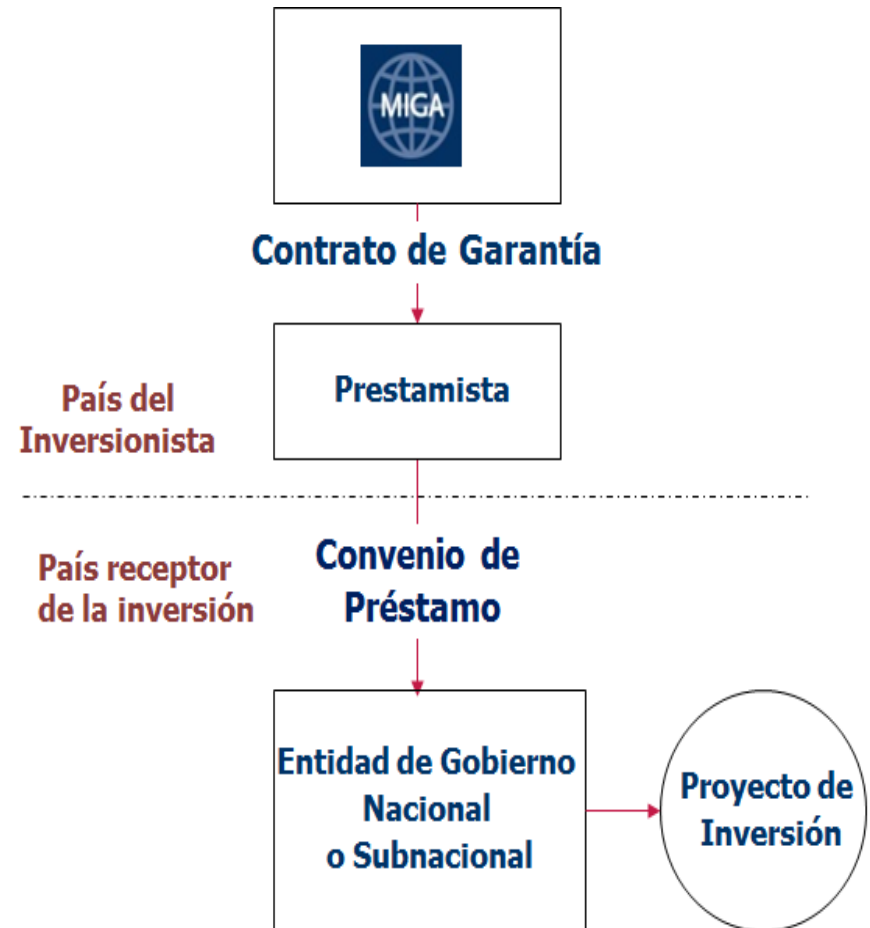 MIGA
Contrato de Garantía
Prestamista
País del
Inversionista
Convenio de
Préstamo
País receptor
de la inversión
Entidad de Gobierno
Nacional
o Subnacional
Proyecto de
Inversión